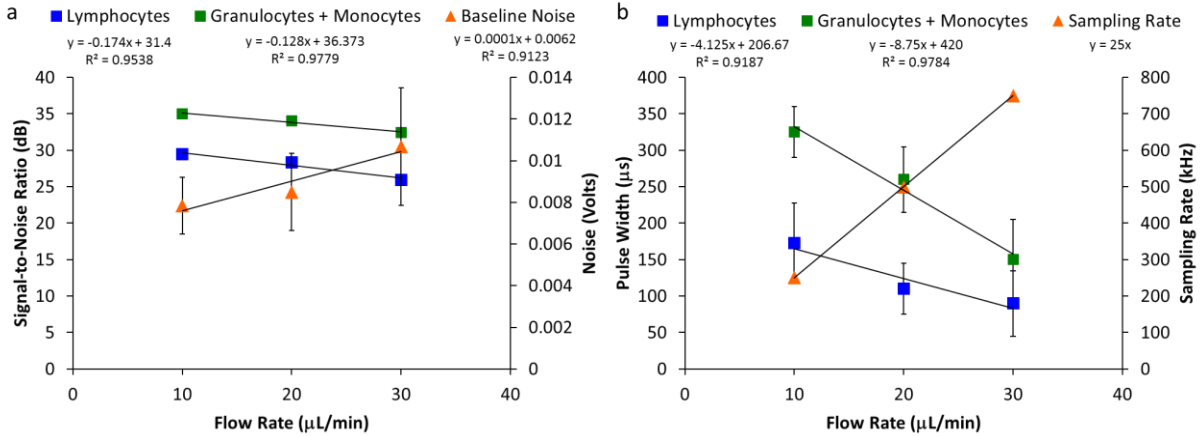 a
Lymphocytes Granulocytes + Monocytes Baseline Noise
y = -0.174x + 31.4 y = -0.128x + 36.373 y = 0.0001x + 0.0062
R² = 0.9538 R² = 0.9779 R² = 0.9123
Signal-to-Noise Ratio (dB)
40
35
30
25
20
15
10
5
0
0.014
0.012
0.01
0.008
0.006
0.004
0.002
0
Noise (Volts)
0 10 20 30 40
Flow Rate (µL/min)
b
Lymphocytes Granulocytes + Monocytes Sampling Rate
y = -4.125x + 206.67 y = -8.75x + 420 y = 25x
R² = 0.9187 R² = 0.9784
Pulse Width (µs)
400
350
300
250
200
150
100
50
0
800
700
600
500
400
300
200
100
0
Sampling Rate (kHz)
0 10 20 30 40
Flow Rate (µL/min)